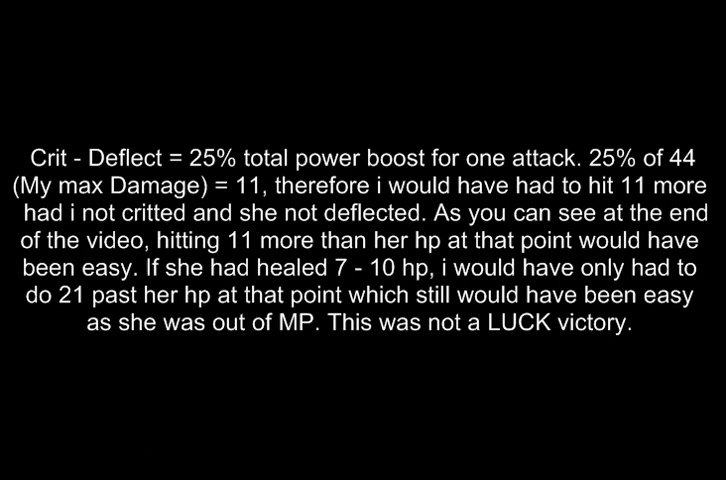 Crit - Deflect = 25% total power boost for one attack. 25% of 44
(My max Damage) = 11, therefore i would have had to hit 11 more
had i not critted and she not deflected. As you can see at the end
of the video, hitting 11 more than her hp at that point would have
been easy. If she had healed 7 - 10 hp, i would have only had to
do 21 past her hp at that point which still would have been easy
as she was out of MP. This was not a LUCK victory.